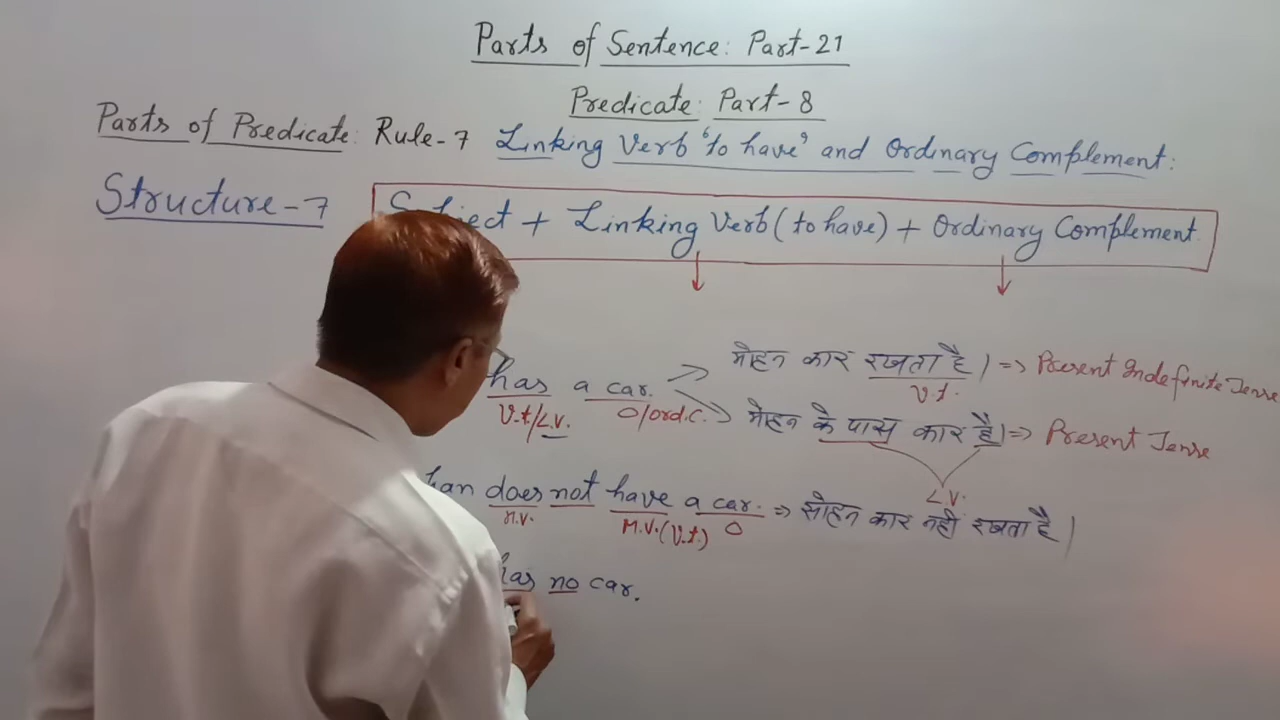 Parts of Sentence: Part-21
Predicate: Part-8
Parts of Predicate: Rule-7 Linking Verb 'to have' and Ordinary Complement:
Structure-7 Subject + Linking Verb (to have) + Ordinary Complement
has a car. मोहन कार रखता है। => Present Indefinite Tense
V.t. V.t/L.V. O/Ord.C.
मोहन के पास कार है। => Present Tense
L.V.
does not have a car. => सोहन कार नहीं रखता है।
H.V. M.V.(V.t) O
has no car.